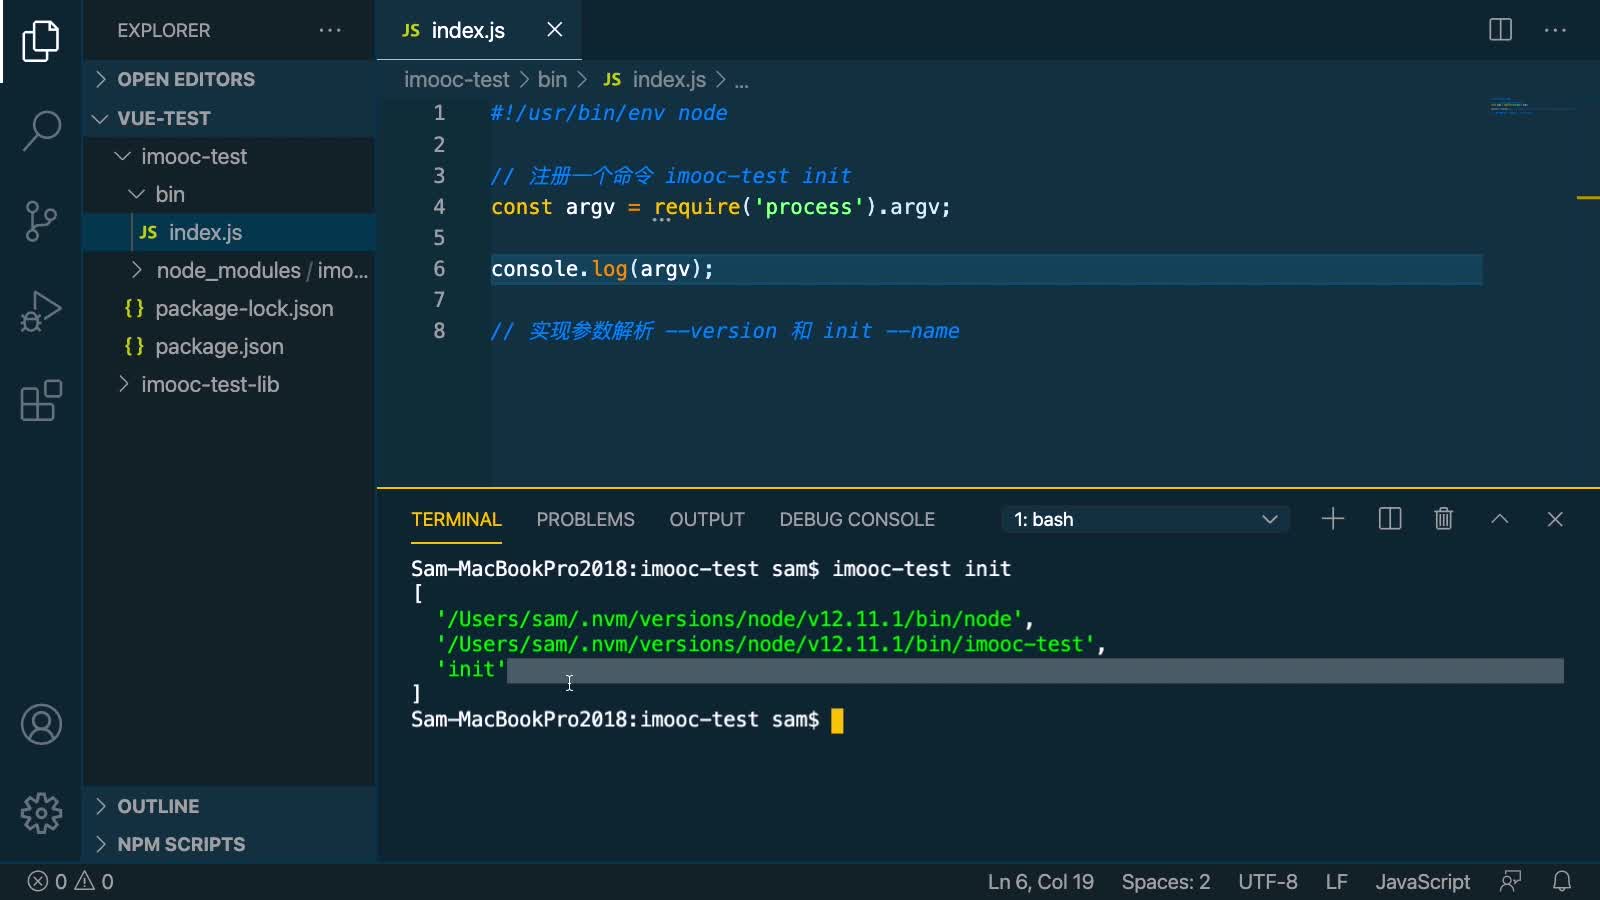 EXPLORER
OPEN EDITORS
VUE-TEST
imooc-test
bin
JS index.js
node_modules / imo...
{} package-lock.json
{} package.json
imooc-test-lib
OUTLINE
NPM SCRIPTS
JS index.js
imooc-test > bin > JS index.js > ...
1 #!/usr/bin/env node
2
3 // 注册一个命令 imooc-test init
4 const argv = require('process').argv;
5
6 console.log(argv);
7
8 // 实现参数解析 --version 和 init --name
TERMINAL PROBLEMS OUTPUT DEBUG CONSOLE 1: bash
Sam-MacBookPro2018:imooc-test sam$ imooc-test init
[
'/Users/sam/.nvm/versions/node/v12.11.1/bin/node',
'/Users/sam/.nvm/versions/node/v12.11.1/bin/imooc-test',
'init'
]
Sam-MacBookPro2018:imooc-test sam$
0 0 Ln 6, Col 19 Spaces: 2 UTF-8 LF JavaScript